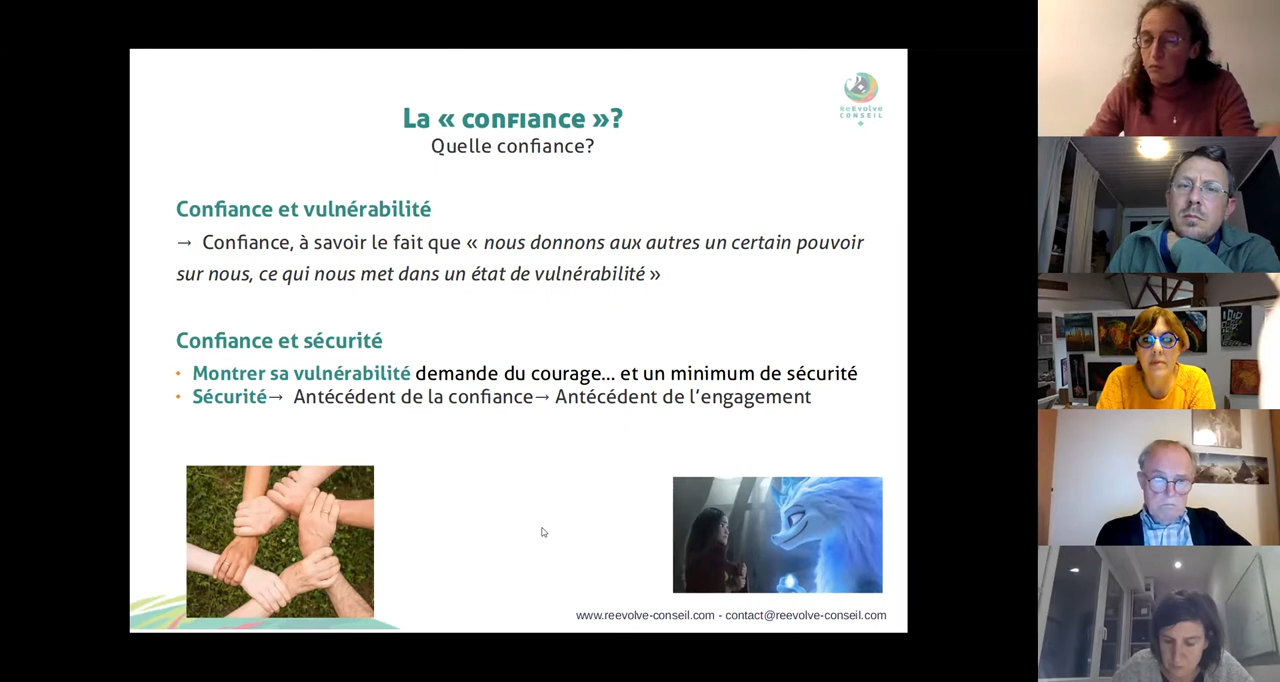 ReEvolve
CONSEIL
La « confiance »?
Quelle confiance?
Confiance et vulnérabilité
→ Confiance, à savoir le fait que « nous donnons aux autres un certain pouvoir
sur nous, ce qui nous met dans un état de vulnérabilité »
Confiance et sécurité
• Montrer sa vulnérabilité demande du courage... et un minimum de sécurité
• Sécurité→ Antécédent de la confiance→ Antécédent de l'engagement
www.reevolve-conseil.com - contact@reevolve-conseil.com